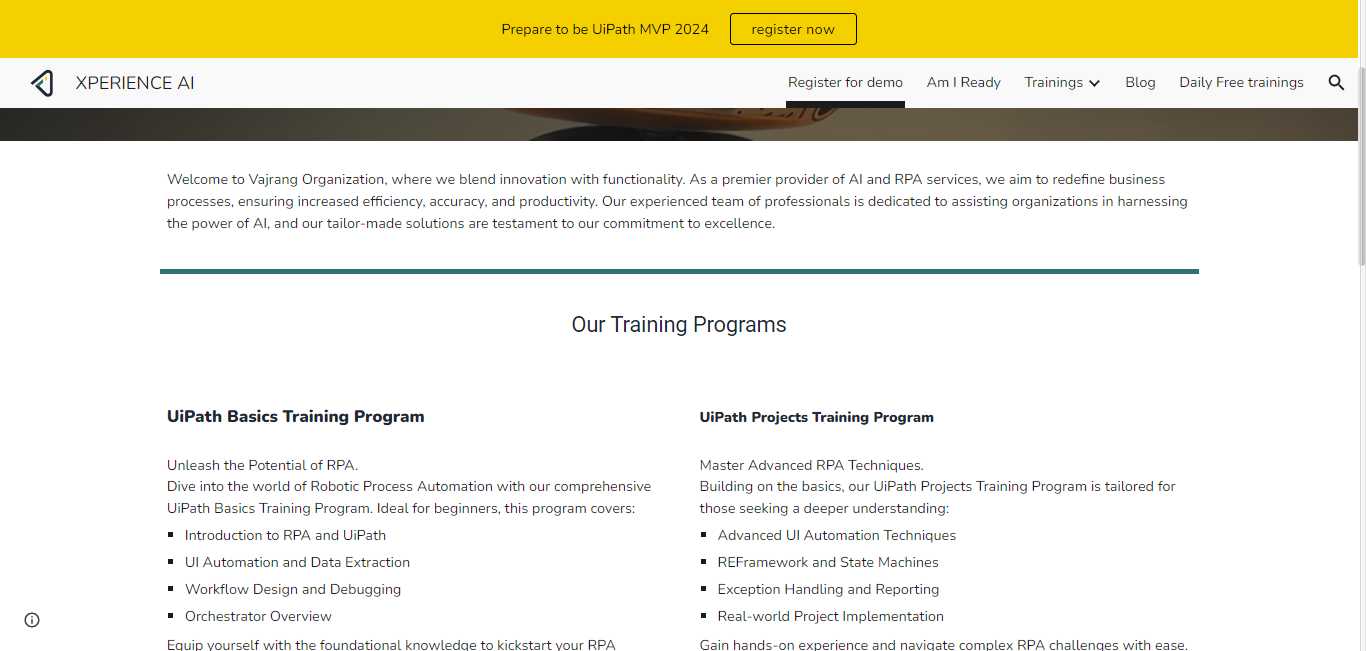 Prepare to be UiPath MVP 2024 register now
XPERIENCE AI Register for demo Am I Ready Trainings Blog Daily Free trainings
Welcome to Vajrang Organization, where we blend innovation with functionality. As a premier provider of AI and RPA services, we aim to redefine business
processes, ensuring increased efficiency, accuracy, and productivity. Our experienced team of professionals is dedicated to assisting organizations in harnessing
the power of AI, and our tailor-made solutions are testament to our commitment to excellence.
Our Training Programs
UiPath Basics Training Program
Unleash the Potential of RPA.
Dive into the world of Robotic Process Automation with our comprehensive
UiPath Basics Training Program. Ideal for beginners, this program covers:
Introduction to RPA and UiPath
UI Automation and Data Extraction
Workflow Design and Debugging
Orchestrator Overview
Equip yourself with the foundational knowledge to kickstart your RPA
UiPath Projects Training Program
Master Advanced RPA Techniques.
Building on the basics, our UiPath Projects Training Program is tailored for
those seeking a deeper understanding:
Advanced UI Automation Techniques
REFramework and State Machines
Exception Handling and Reporting
Real-world Project Implementation
Gain hands-on experience and navigate complex RPA challenges with ease.